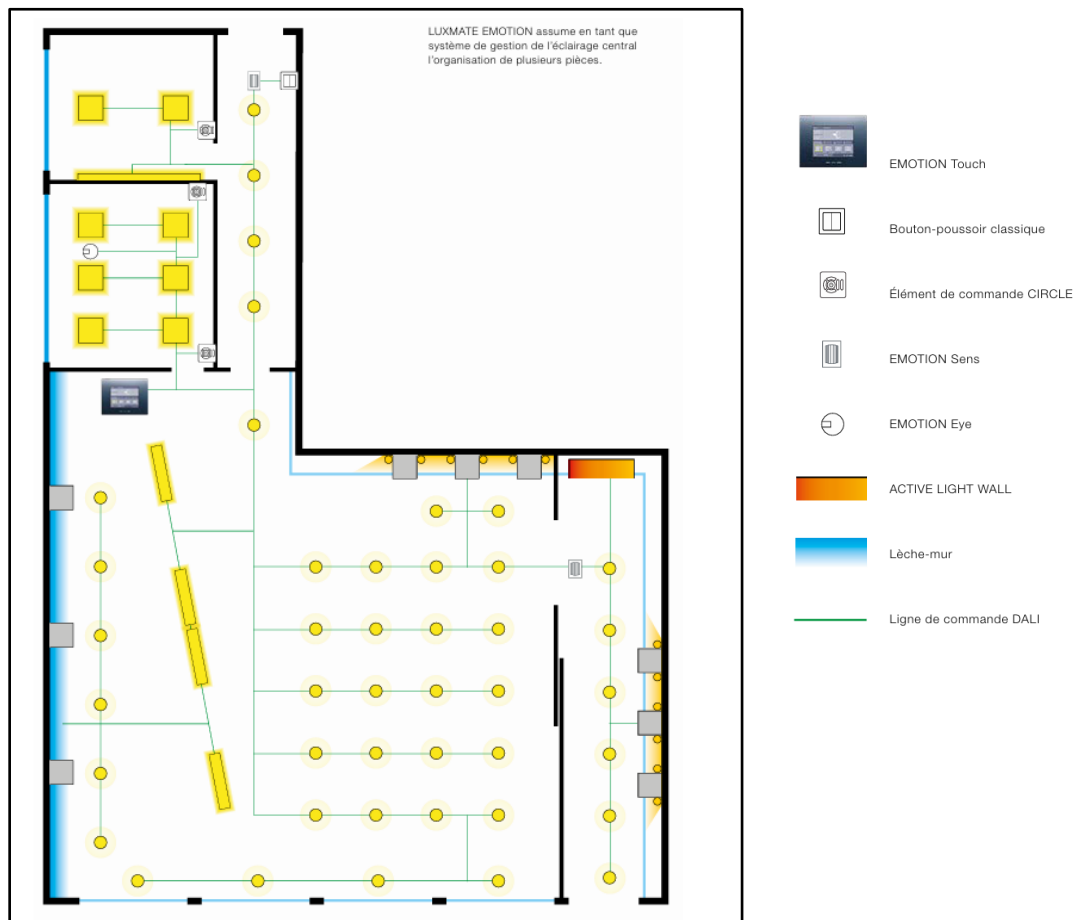 LUXMATE EMOTION assume en tant que
système de gestion de l'éclairage central
l'organisation de plusieurs pièces.
EMOTION Touch
Bouton-poussoir classique
Élément de commande CIRCLE
EMOTION Sens
EMOTION Eye
ACTIVE LIGHT WALL
Lèche-mur
Ligne de commande DALI